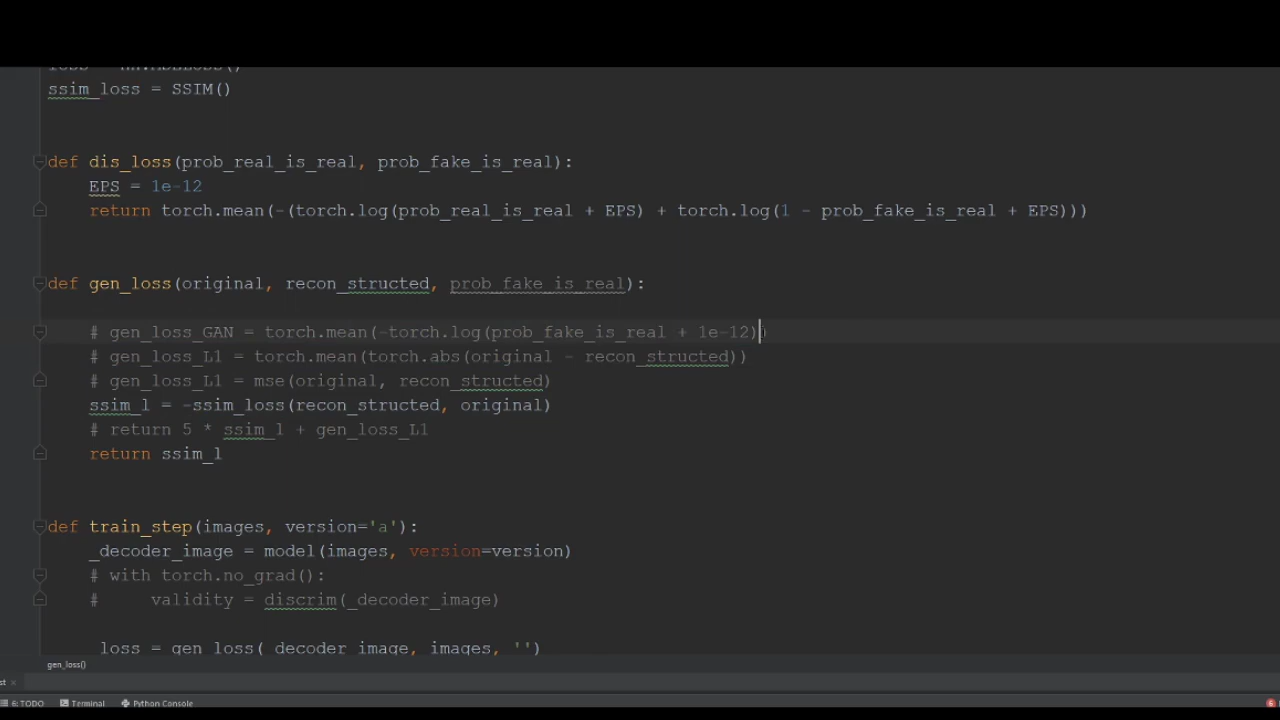 ssim_loss = SSIM()
def dis_loss(prob_real_is_real, prob_fake_is_real):
EPS = 1e-12
return torch.mean(-(torch.log(prob_real_is_real + EPS) + torch.log(1 - prob_fake_is_real + EPS)))
def gen_loss(original, recon_structed, prob_fake_is_real):
# gen_loss_GAN = torch.mean(-torch.log(prob_fake_is_real + 1e-12))
# gen_loss_L1 = torch.mean(torch.abs(original - recon_structed))
# gen_loss_L1 = mse(original, recon_structed)
ssim_l = -ssim_loss(recon_structed, original)
# return 5 * ssim_l + gen_loss_L1
return ssim_l
def train_step(images, version='a'):
_decoder_image = model(images, version=version)
# with torch.no_grad():
# validity = discrim(_decoder_image)
_loss = gen_loss(_decoder_image, images, '')
gen_loss()
st ×
6: TODO Terminal Python Console 6